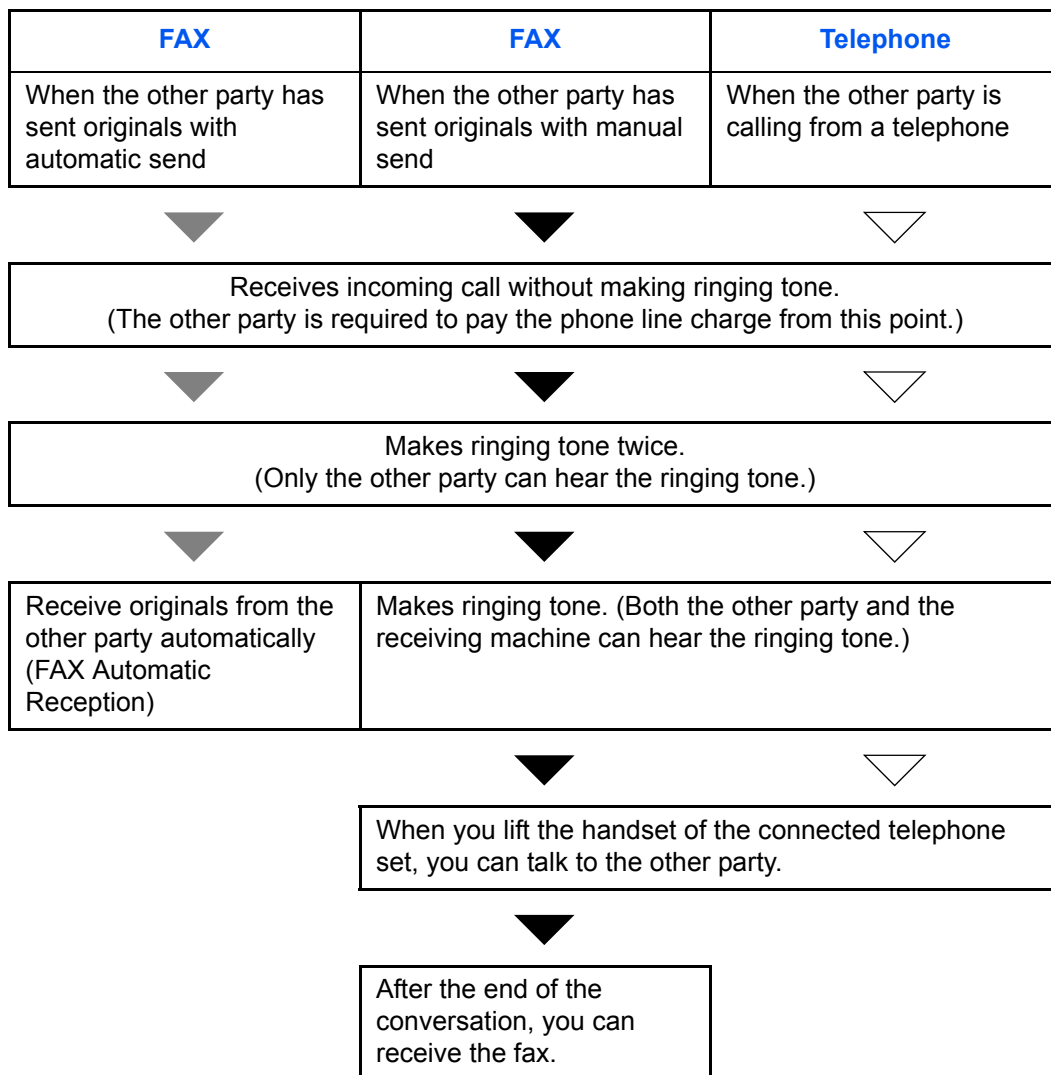 FAX
FAX
Telephone
When the other party has
sent originals with
automatic send
When the other party has
sent originals with manual
send
When the other party is
calling from a telephone
Receives incoming call without making ringing tone.
(The other party is required to pay the phone line charge from this point.)
Makes ringing tone twice.
(Only the other party can hear the ringing tone.)
Receive originals from the
other party automatically
(FAX Automatic
Reception)
Makes ringing tone. (Both the other party and the
receiving machine can hear the ringing tone.)
When you lift the handset of the connected telephone
set, you can talk to the other party.
After the end of the
conversation, you can
receive the fax.